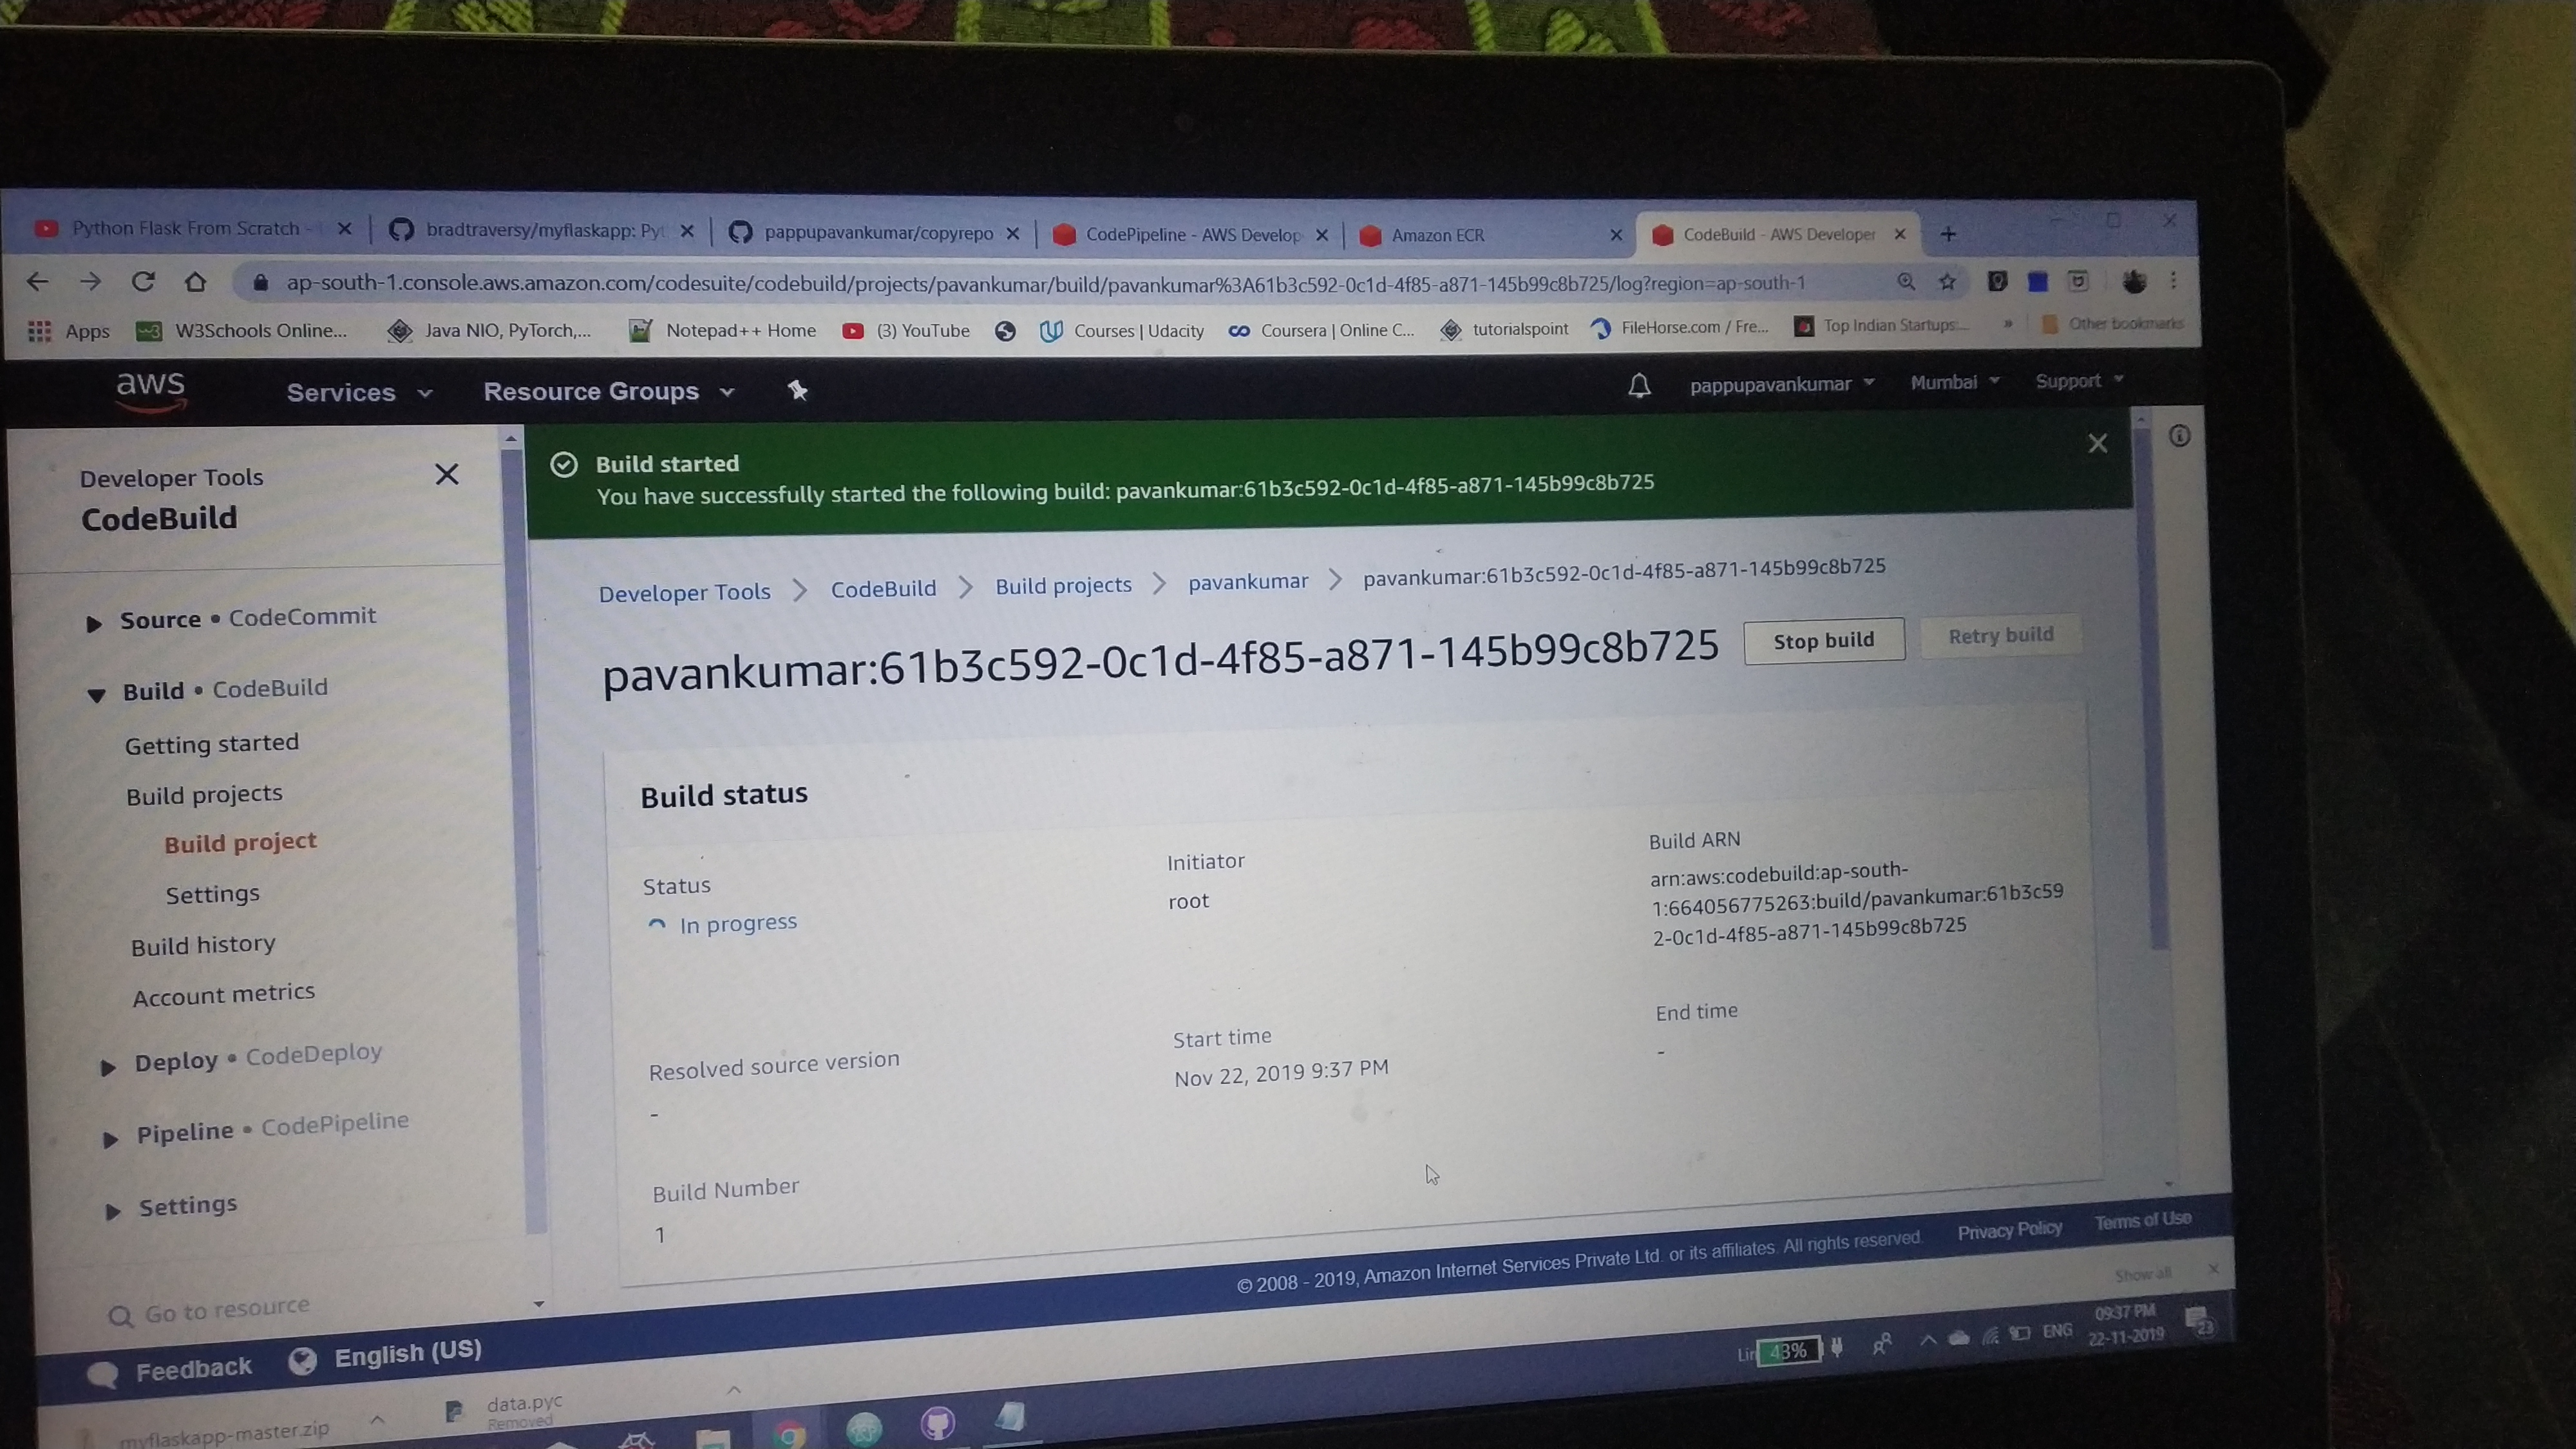 Python Flask From Scratch -
bradtraversy/myflaskapp: Pyt
pappupavankumar/copyrepo
CodePipeline - AWS Develop
Amazon ECR
CodeBuild - AWS Developer
ap-south-1.console.aws.amazon.com/codesuite/codebuild/projects/pavankumar/build/pavankumar%3A61b3c592-0c1d-4f85-a871-145b99c8b725/log?region=ap-south-1
Apps
W3Schools Online...
Java NIO, PyTorch,...
Notepad++ Home
(3) YouTube
Courses | Udacity
Coursera | Online C...
tutorialspoint
FileHorse.com / Fre...
Top Indian Startups:...
»
Other bookmarks
aws
Services
Resource Groups
pappupavankumar
Mumbai
Support
Developer Tools
CodeBuild
Source • CodeCommit
Build • CodeBuild
Getting started
Build projects
Build project
Settings
Build history
Account metrics
Deploy • CodeDeploy
Pipeline • CodePipeline
Settings
Go to resource
Build started
You have successfully started the following build: pavankumar:61b3c592-0c1d-4f85-a871-145b99c8b725
Developer Tools > CodeBuild > Build projects > pavankumar > pavankumar:61b3c592-0c1d-4f85-a871-145b99c8b725
pavankumar:61b3c592-0c1d-4f85-a871-145b99c8b725
Stop build
Retry build
Build status
Status
In progress
Initiator
root
Build ARN
arn:aws:codebuild:ap-south-
1:664056775263:build/pavankumar:61b3c59
2-0c1d-4f85-a871-145b99c8b725
Resolved source version
-
Start time
Nov 22, 2019 9:37 PM
End time
-
Build Number
1
Feedback
English (US)
© 2008 - 2019, Amazon Internet Services Private Ltd. or its affiliates. All rights reserved.
Privacy Policy
Terms of Use
myflaskapp-master.zip
data.pyc
Removed
Show all
43%
ENG
09:37 PM
22-11-2019
23